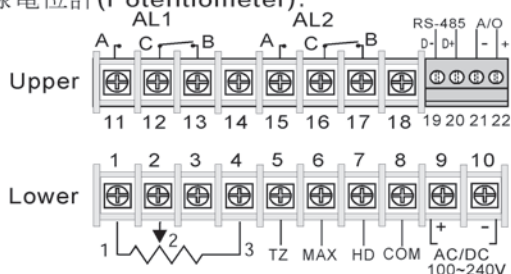 線電位計(Potentiometer).
AL1 AL2 RS-485 A/O
A C B A C B D- D+ - +
Upper
11 12 13 14 15 16 17 18 19 20 21 22
1 2 3 4 5 6 7 8 9 10
Lower
+ -
1 2 3 TZ MAX HD COM AC/DC
100~240V